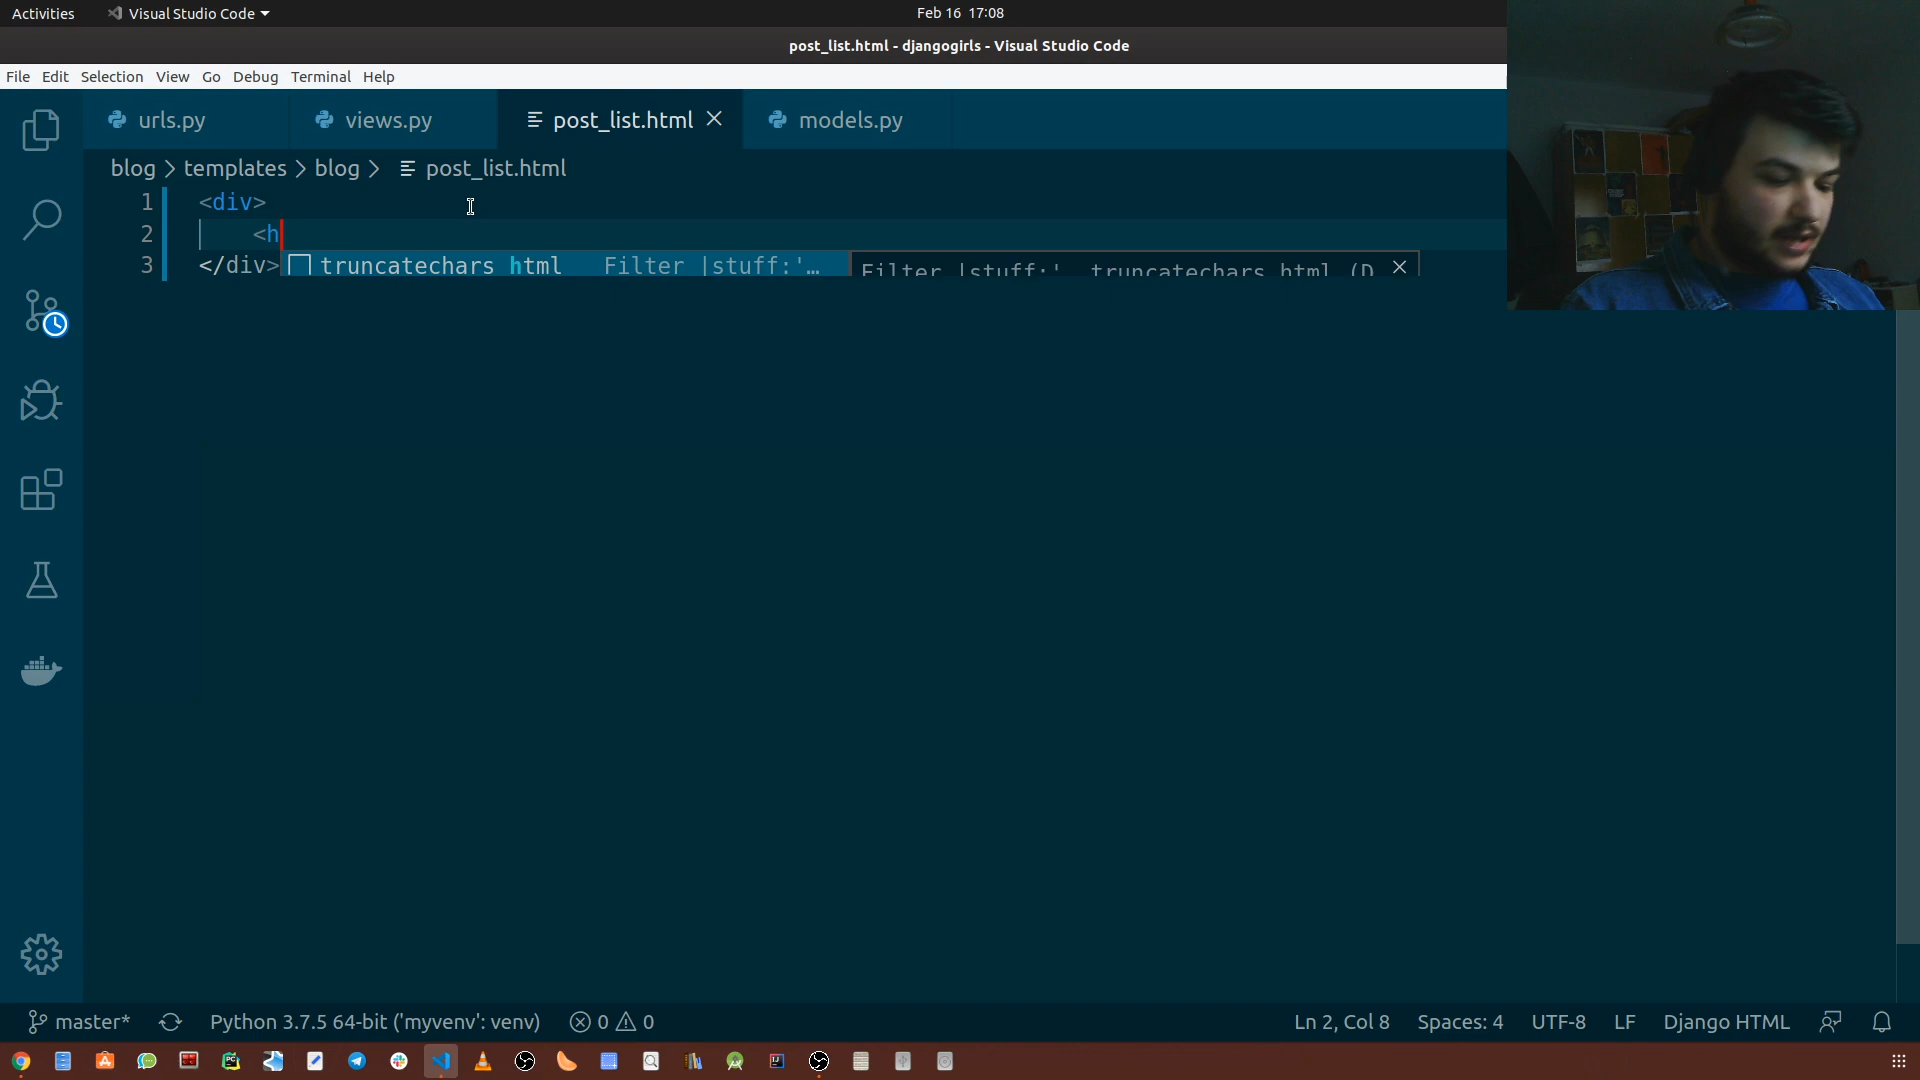 Activities Visual Studio Code Feb 16 17:08
post_list.html - djangogirls - Visual Studio Code
File Edit Selection View Go Debug Terminal Help
urls.py views.py post_list.html models.py
blog > templates > blog > post_list.html
1 <div>
2 <h
3 </div>
truncatechars html Filter |stuff:'… Filter |stuff:' truncatechars html (D
master* Python 3.7.5 64-bit ('myvenv': venv) 0 0 Ln 2, Col 8 Spaces: 4 UTF-8 LF Django HTML